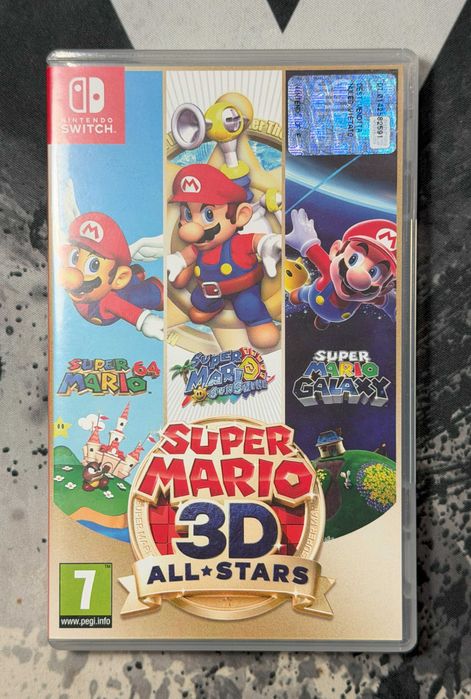 NINTENDO
SWITCH™
SUPER
MARIO 64
SUPER
MARIO
SUNSHINE
SUPER
MARIO
GALAXY
SUPER
MARIO
3D
ALL★STARS
7
www.pegi.info